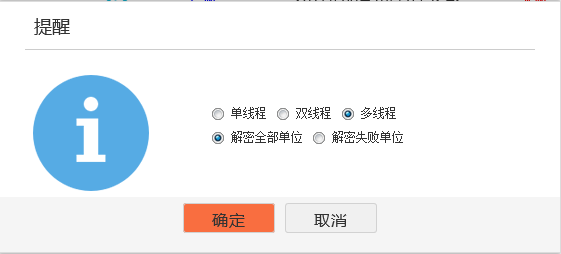 提醒
单线程 双线程 多线程
解密全部单位 解密失败单位
确定 取消